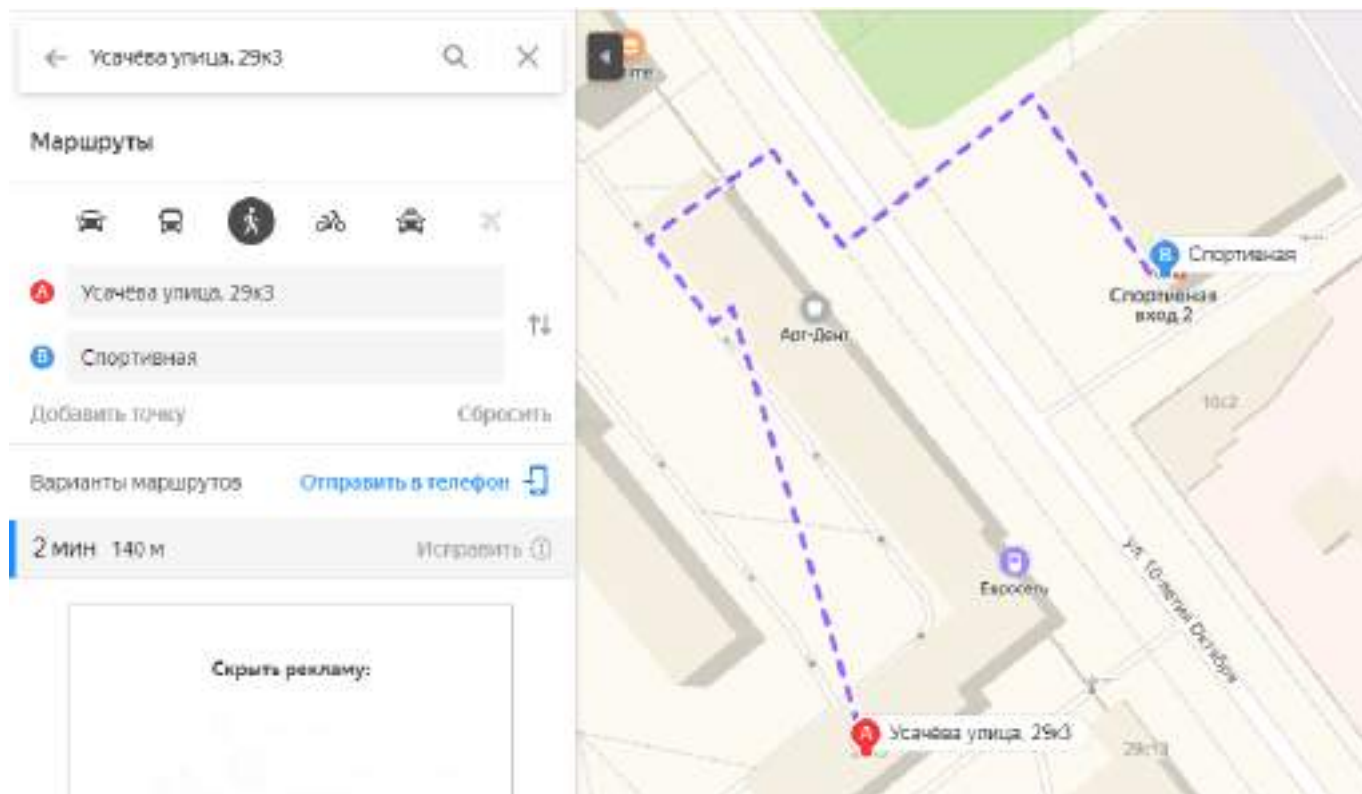 Усачёва улица, 29к3
Маршруты
A
Усачёва улица, 29к3
B
Спортивная
Добавить точку
Сбросить
Варианты маршрутов
Отправить в телефон
2 мин 140 м
Исправить
Скрыть рекламу:
B
Спортивная
Спортивная
вход 2
Арт-Дент
10с2
Евросеть
ул. 10-летия Октября
A
Усачёва улица, 29к3